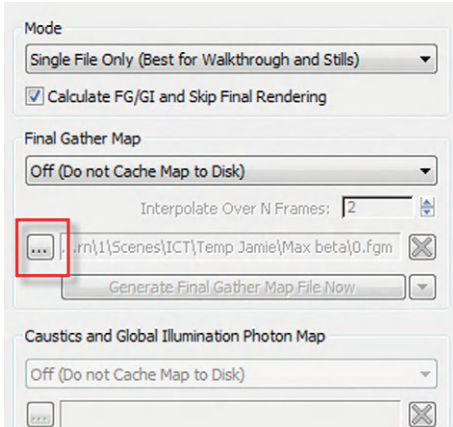 Mode
Single File Only (Best for Walkthrough and Stills)
Calculate FG/GI and Skip Final Rendering
Final Gather Map
Off (Do not Cache Map to Disk)
Interpolate Over N Frames: 2
... .rn\1\Scenes\ICT\Temp Jamie\Max beta\0.fgm
Generate Final Gather Map File Now
Caustics and Global Illumination Photon Map
Off (Do not Cache Map to Disk)
...